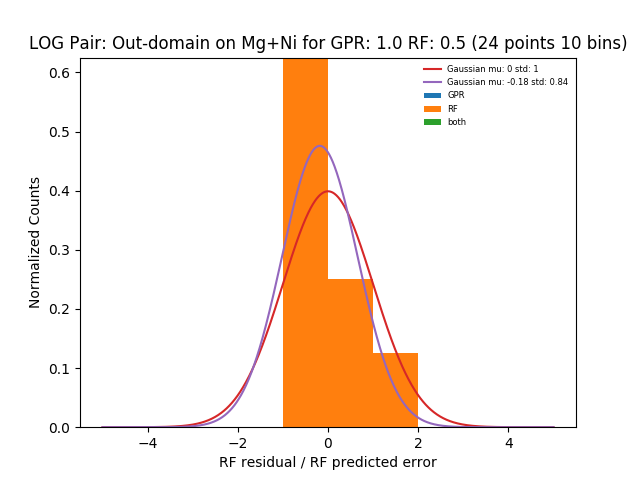 LOG Pair: Out-domain on Mg+Ni for GPR: 1.0 RF: 0.5 (24 points 10 bins)
Gaussian mu: 0 std: 1
Gaussian mu: -0.18 std: 0.84
GPR
RF
both
Normalized Counts
0.6
0.5
0.4
0.3
0.2
0.1
0.0
−4 −2 0 2 4
RF residual / RF predicted error